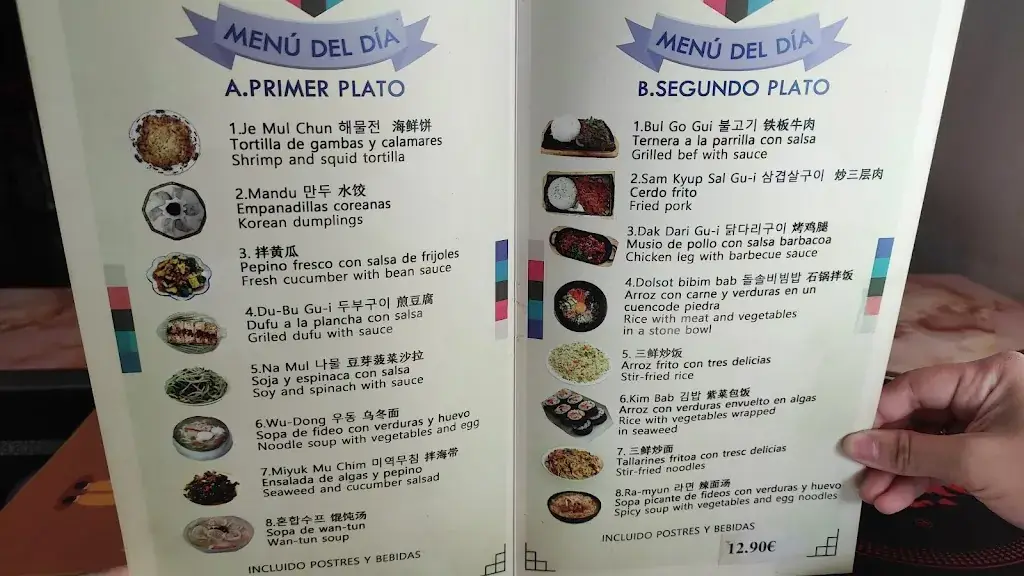 MENÚ DEL DÍA
A.PRIMER PLATO
1.Je Mul Chun 해물전 海鲜饼
Tortilla de gambas y calamares
Shrimp and squid tortilla
2.Mandu 만두 水饺
Empanadillas coreanas
Korean dumplings
3. 拌黄瓜
Pepino fresco con salsa de frijoles
Fresh cucumber with bean sauce
4.Du-Bu Gu-i 두부구이 煎豆腐
Dufu a la plancha con salsa
Griled dufu with sauce
5.Na Mul 나물 豆芽菠菜沙拉
Soja y espinaca con salsa
Soy and spinach with sauce
6.Wu-Dong 우동 乌冬面
Sopa de fideo con verduras y huevo
Noodle soup with vegetables and egg
7.Miyuk Mu Chim 미역무침 拌海带
Ensalada de algas y pepino
Seaweed and cucumber salsad
8.혼합수프 馄饨汤
Sopa de wan-tun
Wan-tun soup
INCLUIDO POSTRES Y BEBIDAS
MENÚ DEL DÍA
B.SEGUNDO PLATO
1.Bul Go Gui 불고기 铁板牛肉
Ternera a la parrilla con salsa
Grilled bef with sauce
2.Sam Kyup Sal Gu-i 삼겹살구이 炒三层肉
Cerdo frito
Fried pork
3.Dak Dari Gu-i 닭다리구이 烤鸡腿
Musio de pollo con salsa barbacoa
Chicken leg with barbecue sauce
4.Dolsot bibim bab 돌솥비빔밥 石锅拌饭
Arroz con carne y verduras en un
cuencode piedra
Rice with meat and vegetables
in a stone bowl
5. 三鲜炒饭
Arroz frito con tres delicias
Stir-fried rice
6.Kim Bab 김밥 紫菜包饭
Arroz con verduras envuelto en algas
Rice with vegetables wrapped
in seaweed
7. 三鲜炒面
Tallarines fritoa con tresc delicias
Stir-fried noodles
8.Ra-myun 라면 辣面汤
Sopa picante de fideos con verduras y huevo
Spicy soup with vegetables and egg noodles
INCLUIDO POSTRES Y BEBIDAS
12.90€